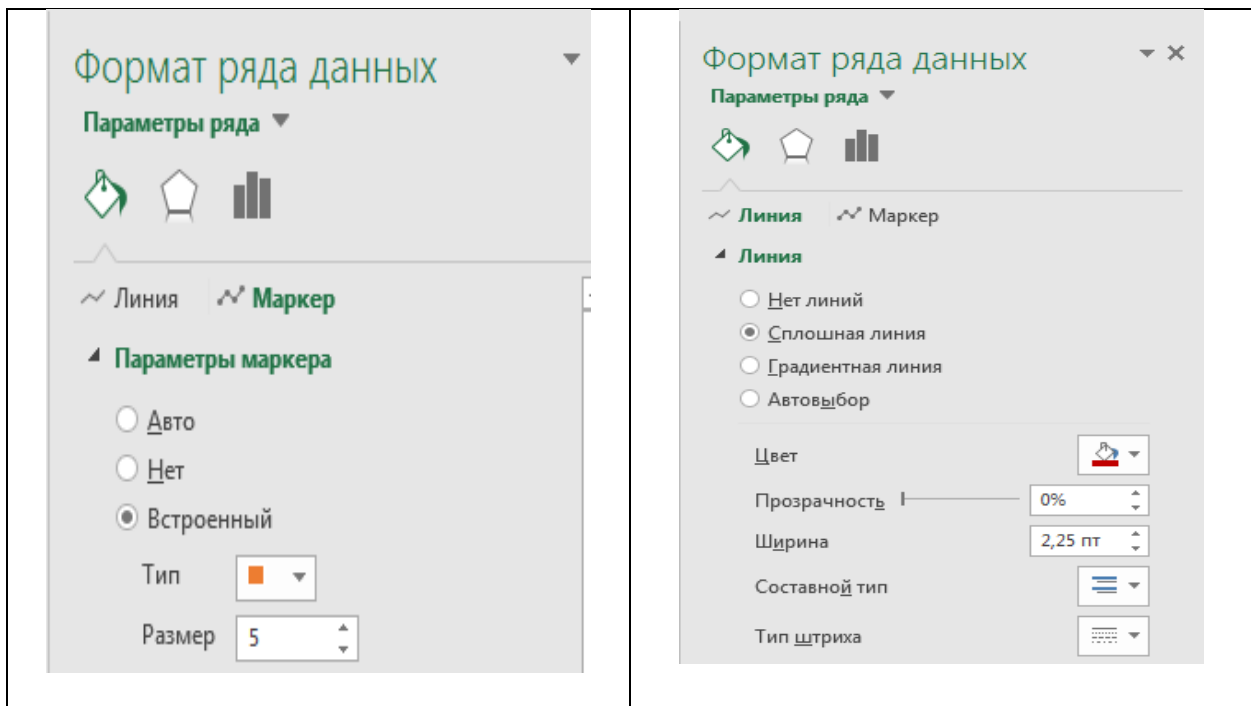 Формат ряда данных
Параметры ряда
Линия Маркер
Параметры маркера
Авто
Нет
Встроенный
Тип
Размер 5
Формат ряда данных
Параметры ряда
Линия Маркер
Линия
Нет линий
Сплошная линия
Градиентная линия
Автовыбор
Цвет
Прозрачность 0%
Ширина 2,25 пт
Составной тип
Тип штриха